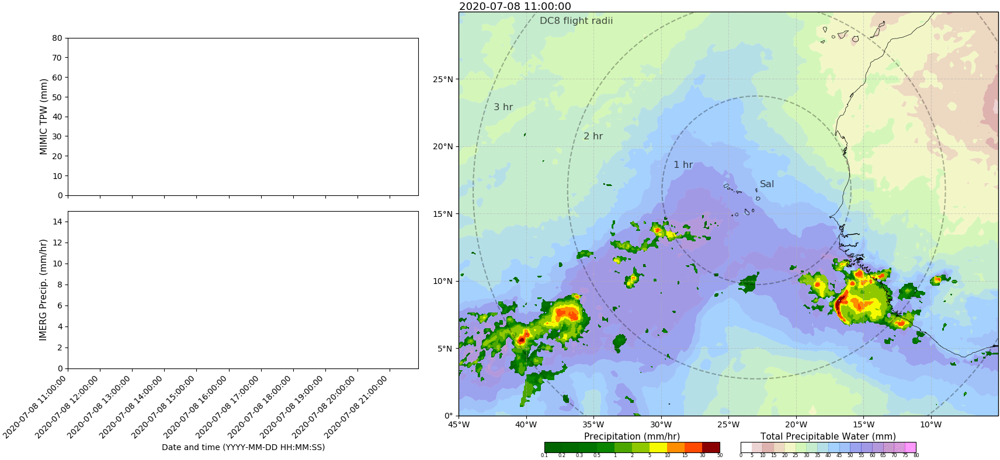 2020-07-08 11:00:00
DC8 flight radii
3 hr
2 hr
1 hr
Sal
25°N
20°N
15°N
10°N
5°N
0°
45°W 40°W 35°W 30°W 25°W 20°W 15°W 10°W
Precipitation (mm/hr)
0.1 0.2 0.3 0.5 1 2 5 10 15 30 50
Total Precipitable Water (mm)
0 5 10 15 20 25 30 35 40 45 50 55 60 65 70 75 80
MIMIC TPW (mm)
80
70
60
50
40
30
20
10
0
IMERG Precip. (mm/hr)
14
12
10
8
6
4
2
0
2020-07-08 11:00:00
2020-07-08 12:00:00
2020-07-08 13:00:00
2020-07-08 14:00:00
2020-07-08 15:00:00
2020-07-08 16:00:00
2020-07-08 17:00:00
2020-07-08 18:00:00
2020-07-08 19:00:00
2020-07-08 20:00:00
2020-07-08 21:00:00
Date and time (YYYY-MM-DD HH:MM:SS)